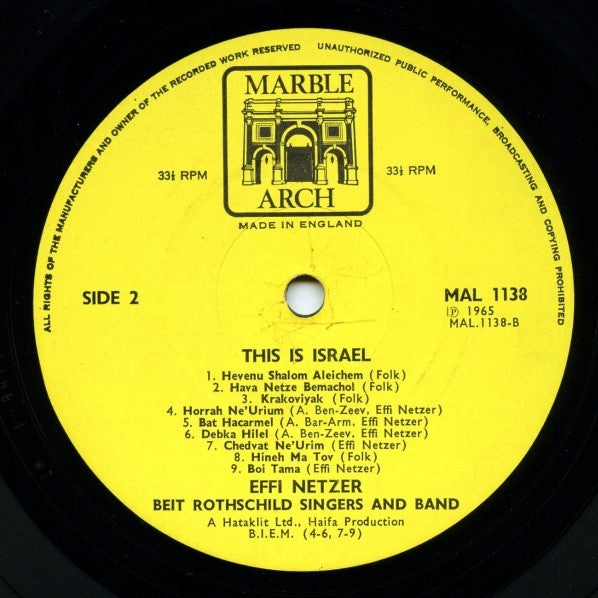 ALL RIGHTS OF THE MANUFACTURERS AND OWNER OF THE RECORDED WORK RESERVED
UNAUTHORIZED PUBLIC PERFORMANCE, BROADCASTING AND COPYING PROHIBITED
MARBLE
ARCH
33⅓ RPM
33⅓ RPM
MADE IN ENGLAND
SIDE 2
MAL 1138
℗ 1965
MAL.1138-B
THIS IS ISRAEL
1. Hevenu Shalom Aleichem (Folk)
2. Hava Netze Bemachol (Folk)
3. Krakoviyak (Folk)
4. Horrah Ne'Urium (A. Ben-Zeev, Effi Netzer)
5. Bat Hacarmel (A. Bar-Arm, Effi Netzer)
6. Debka Hilel (A. Ben-Zeev, Effi Netzer)
7. Chedvat Ne'Urim (Effi Netzer)
8. Hineh Ma Tov (Folk)
9. Boi Tama (Effi Netzer)
EFFI NETZER
BEIT ROTHSCHILD SINGERS AND BAND
A Hataklit Ltd., Haifa Production
B.I.E.M. (4-6, 7-9)